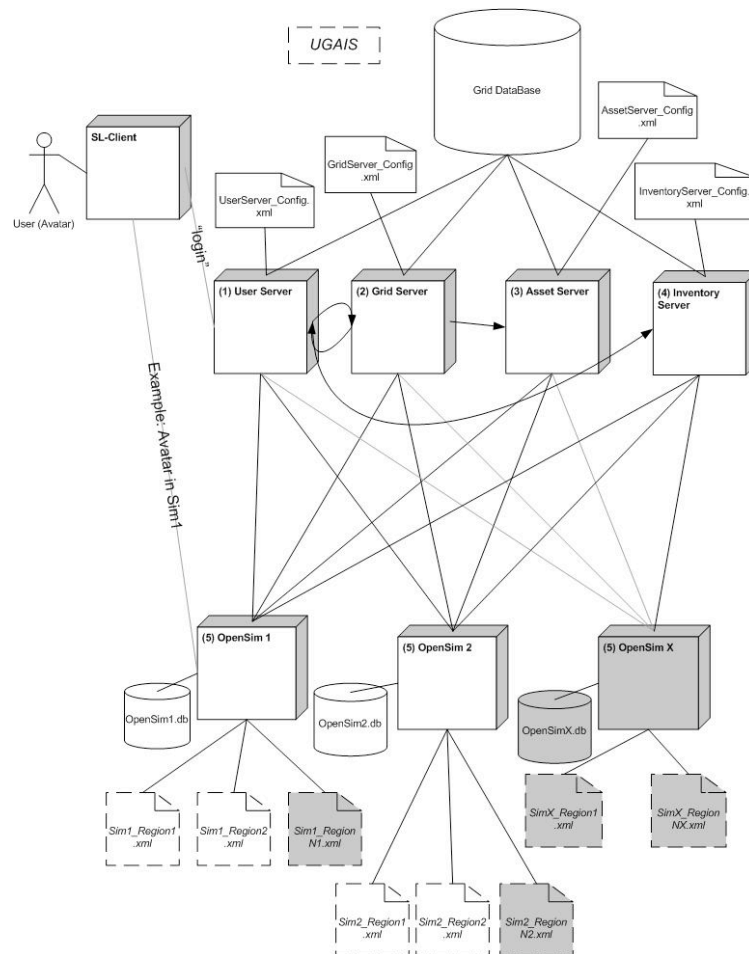 UGAIS
Grid DataBase
AssetServer_Config
.xml
SL-Client
GridServer_Config
.xml
UserServer_Config.
xml
InventoryServer_Config
.xml
User (Avatar)
"login"
(1) User Server
(2) Grid Server
(3) Asset Server
(4) Inventory
Server
Example: Avatar in Sim1
(5) OpenSim 1
(5) OpenSim 2
(5) OpenSim X
OpenSim1.db
OpenSim2.db
OpenSimX.db
Sim1_Region1
.xml
Sim1_Region2
.xml
Sim1_Region
N1.xml
SimX_Region1
.xml
SimX_Region
NX.xml
Sim2_Region1
.xml
Sim2_Region2
.xml
Sim2_Region
N2.xml